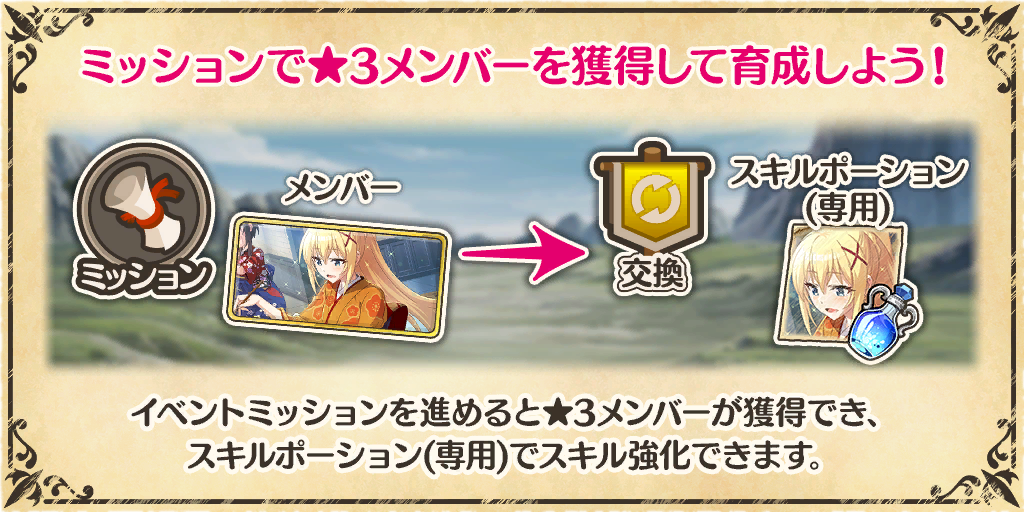 ミッションで★3メンバーを獲得して育成しよう！
ミッション
メンバー
交換
スキルポーション
(専用)
イベントミッションを進めると★3メンバーが獲得でき、
スキルポーション(専用)でスキル強化できます。